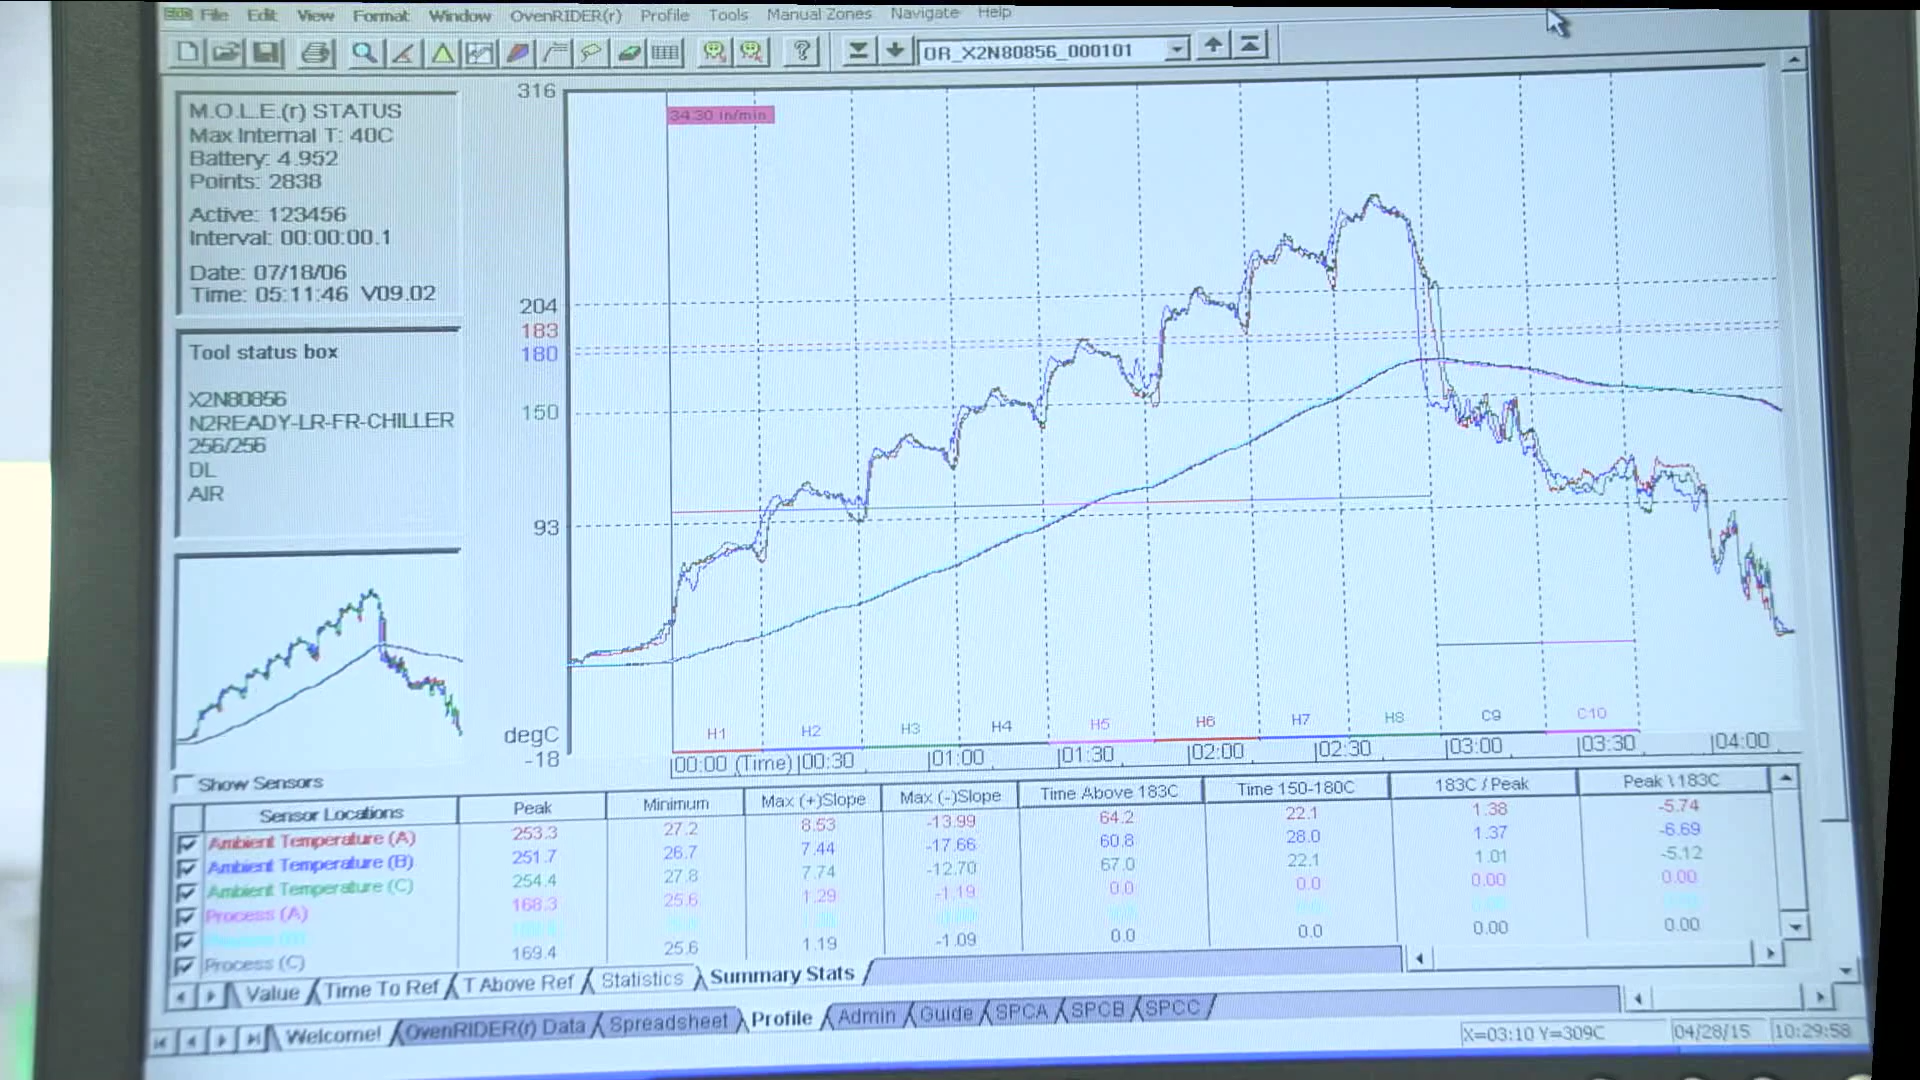 File Edit View Format Window OvenRIDER(r) Profile Tools Manual Zones Navigate Help
OR_X2N80856_000101
M.O.L.E.(r) STATUS
Max Internal T: 40C
Battery: 4.952
Points: 2838
Active: 123456
Interval: 00:00:00.1
Date: 07/18/06
Time: 05:11:46 V09.02
Tool status box
X2N80856
N2READY-LR-FR-CHILLER
256/256
DL
AIR
34.30 in/min
316
204
183
180
150
93
degC
-18
H1 H2 H3 H4 H5 H6 H7 H8 C9 C10
00:00 (Time) 00:30 01:00 01:30 02:00 02:30 03:00 03:30 04:00
Show Sensors
Sensor Locations Peak Minimum Max (+)Slope Max (-)Slope Time Above 183C Time 150-180C 183C / Peak Peak \ 183C
Ambient Temperature (A) 253.3 27.2 8.53 -13.99 64.2 22.1 1.38 -5.74
Ambient Temperature (B) 251.7 26.7 7.44 -17.66 60.8 28.0 1.37 -6.69
Ambient Temperature (C) 254.4 27.8 7.74 -12.70 67.0 22.1 1.01 -5.12
Process (A) 168.3 25.6 1.29 -1.19 0.0 0.0 0.00 0.00
Process (C) 169.4 25.6 1.19 -1.09 0.0 0.0 0.00 0.00
Value Time To Ref T Above Ref Statistics Summary Stats
Welcome! OvenRIDER(r) Data Spreadsheet Profile Admin Guide SPCA SPCB SPCC
X=03:10 Y=309C 04/28/15 10:29:58